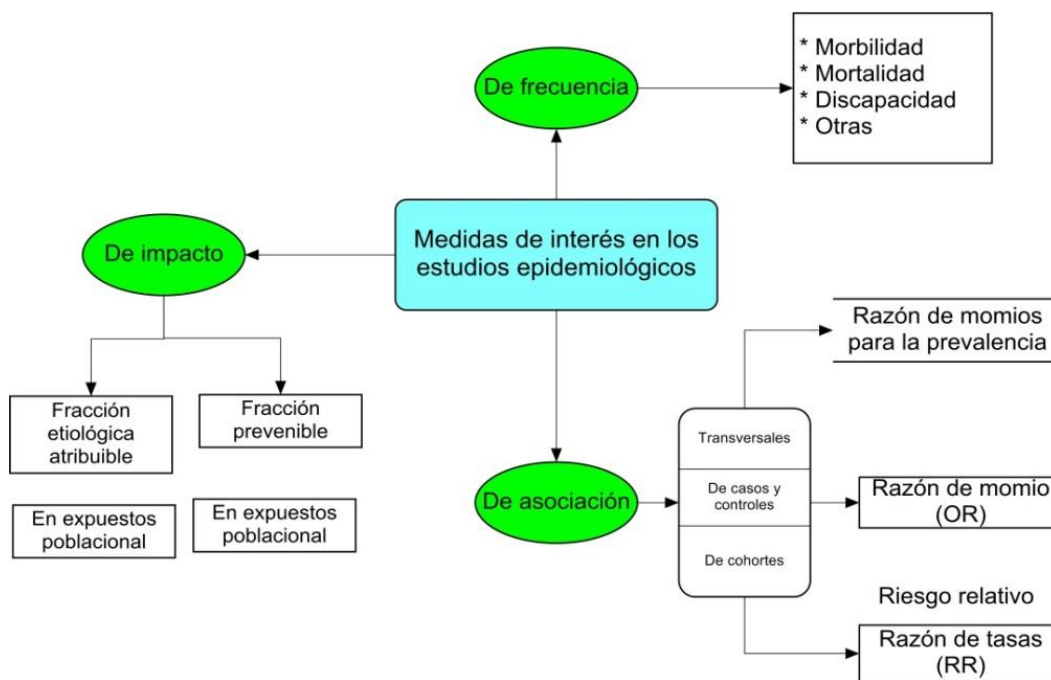 De frecuencia
* Morbilidad
* Mortalidad
* Discapacidad
* Otras
Medidas de interés en los
estudios epidemiológicos
De impacto
Fracción
etiológica
atribuible
Fracción
prevenible
En expuestos
poblacional
En expuestos
poblacional
De asociación
Transversales
De casos y
controles
De cohortes
Razón de momios
para la prevalencia
Razón de momio
(OR)
Riesgo relativo
Razón de tasas
(RR)